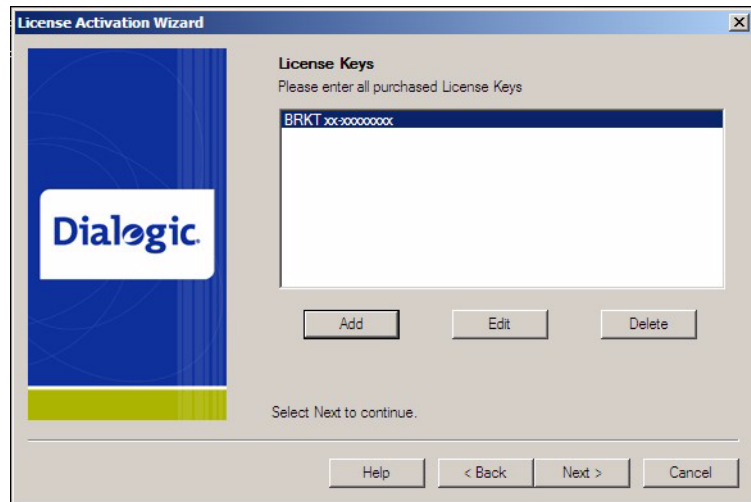 License Activation Wizard
License Keys
Please enter all purchased License Keys
BRKT xx-xxxxxxxx
Dialogic.
Add Edit Delete
Select Next to continue.
Help < Back Next > Cancel